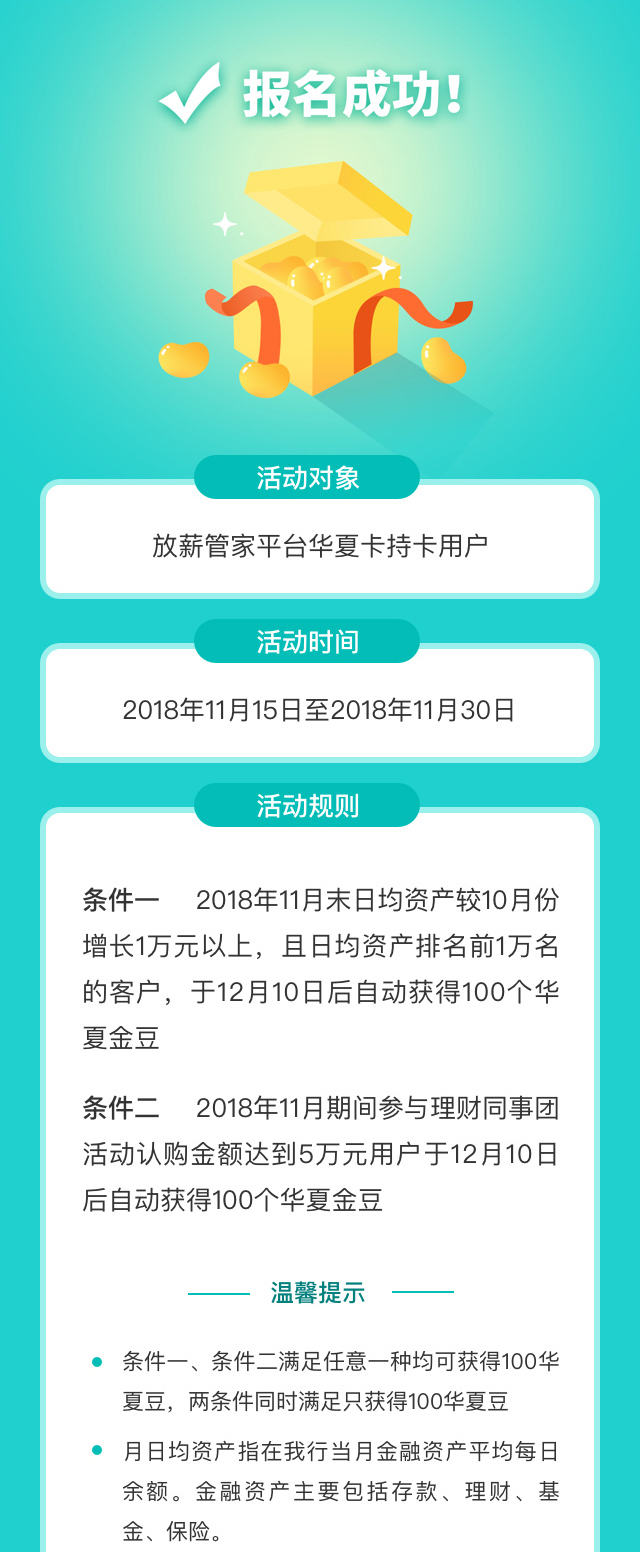 报名成功!
活动对象
放薪管家平台华夏卡持卡用户
活动时间
2018年11月15日至2018年11月30日
活动规则
条件一 2018年11月末日均资产较10月份
增长1万元以上，且日均资产排名前1万名
的客户，于12月10日后自动获得100个华
夏金豆
条件二 2018年11月期间参与理财同事团
活动认购金额达到5万元用户于12月10日
后自动获得100个华夏金豆
温馨提示
条件一、条件二满足任意一种均可获得100华
夏豆，两条件同时满足只获得100华夏豆
月日均资产指在我行当月金融资产平均每日
余额。金融资产主要包括存款、理财、基
金、保险。